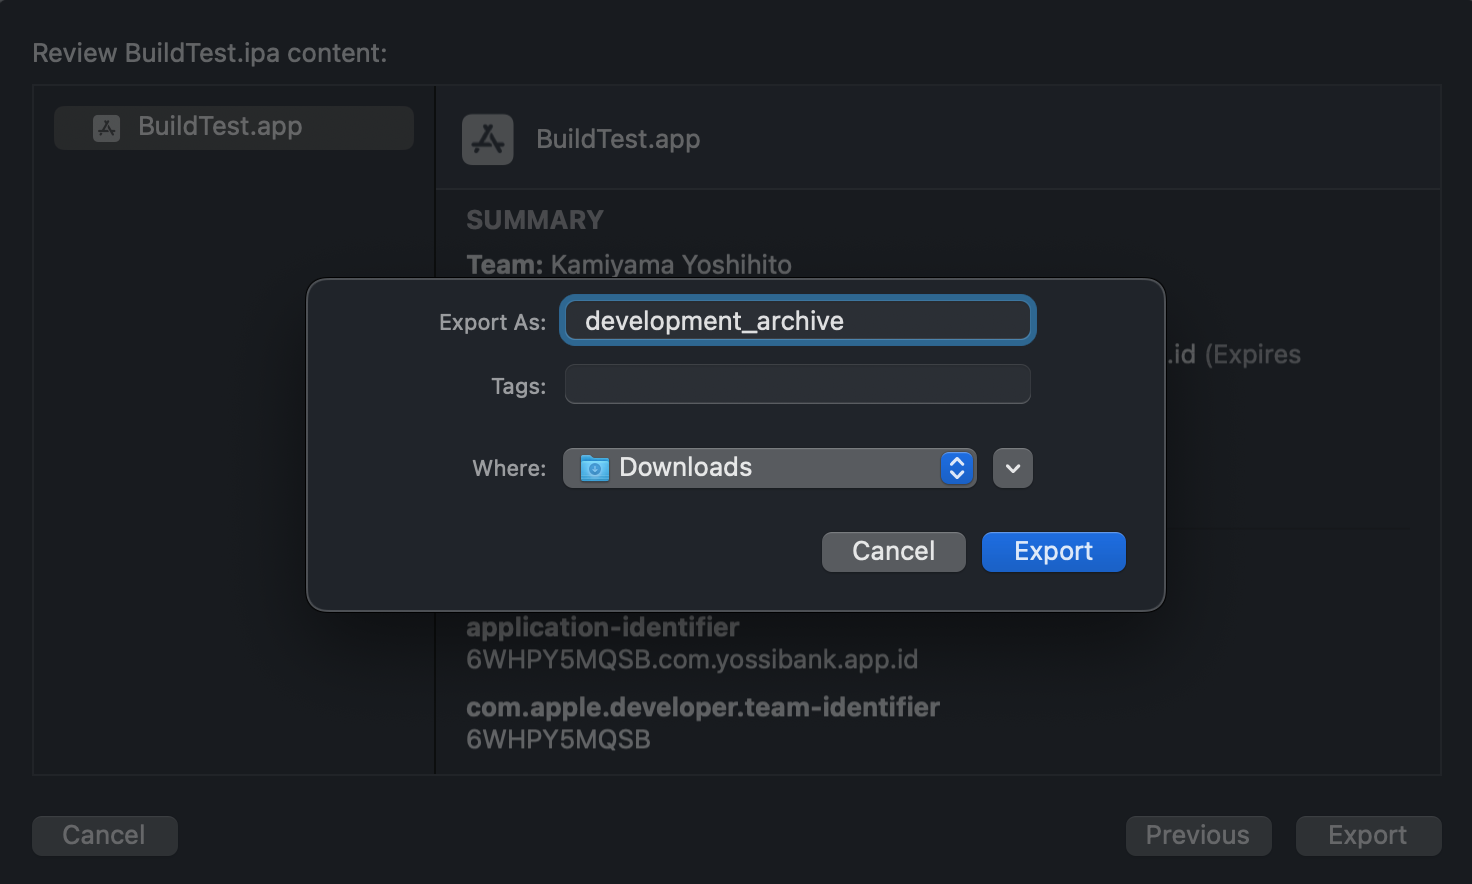 Review BuildTest.ipa content:
BuildTest.app
BuildTest.app
SUMMARY
Team: Kamiyama Yoshihito
Export As: development_archive
.id (Expires
Tags:
Where: Downloads
Cancel Export
application-identifier
6WHPY5MQSB.com.yossibank.app.id
com.apple.developer.team-identifier
6WHPY5MQSB
Cancel Previous Export